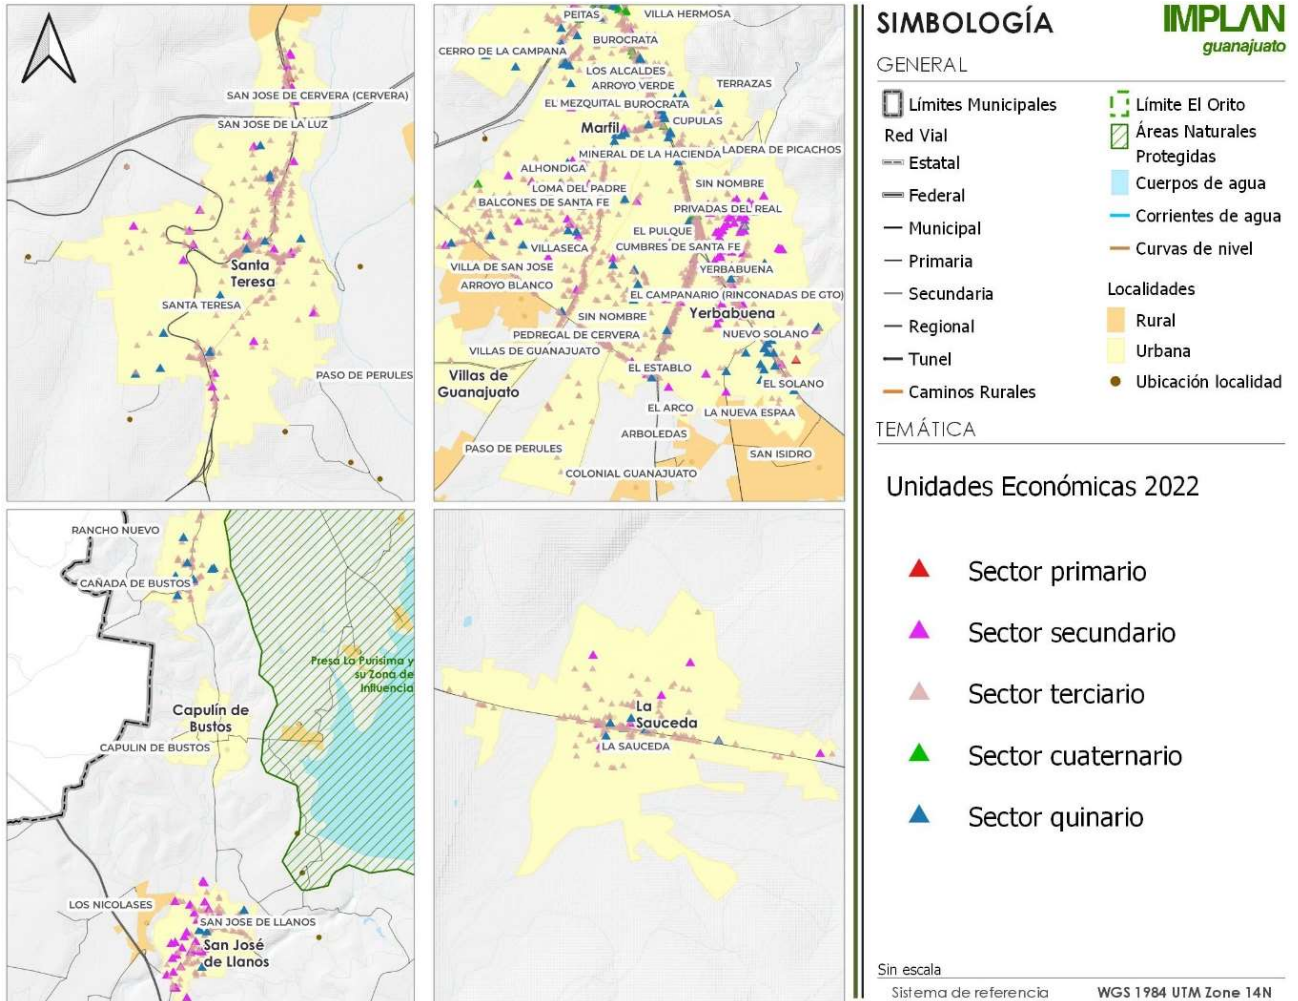 SAN JOSE DE CERVERA (CERVERA)
SAN JOSE DE LA LUZ
Santa
Teresa
SANTA TERESA
PASO DE PERULES
PEITAS
VILLA HERMOSA
BUROCRATA
CERRO DE LA CAMPANA
LOS ALCALDES
ARROYO VERDE
TERRAZAS
EL MEZQUITAL
BUROCRATA
Marfil
CUPULAS
MINERAL DE LA HACIENDA
LADERA DE PICACHOS
ALHONDIGA
LOMA DEL PADRE
SIN NOMBRE
BALCONES DE SANTA FE
PRIVADAS DEL REAL
EL PULQUE
VILLASECA
CUMBRES DE SANTA FE
VILLA DE SAN JOSE
YERBABUENA
ARROYO BLANCO
EL CAMPANARIO (RINCONADAS DE GTO)
SIN NOMBRE
Yerbabuena
PEDREGAL DE CERVERA
NUEVO SOLANO
VILLAS DE GUANAJUATO
Villas de
Guanajuato
EL ESTABLO
EL SOLANO
EL ARCO
LA NUEVA ESPAA
ARBOLEDAS
PASO DE PERULES
SAN ISIDRO
COLONIAL GUANAJUATO
RANCHO NUEVO
CAÑADA DE BUSTOS
Presa La Purisima y
su Zona de
Influencia
Capulín de
Bustos
CAPULIN DE BUSTOS
LOS NICOLASES
SAN JOSE DE LLANOS
San José
de Llanos
La
Sauceda
LA SAUCEDA
SIMBOLOGÍA
IMPLAN
guanajuato
GENERAL
Límites Municipales
Red Vial
Estatal
Federal
Municipal
Primaria
Secundaria
Regional
Tunel
Caminos Rurales
Límite El Orito
Áreas Naturales
Protegidas
Cuerpos de agua
Corrientes de agua
Curvas de nivel
Localidades
Rural
Urbana
Ubicación localidad
TEMÁTICA
Unidades Económicas 2022
Sector primario
Sector secundario
Sector terciario
Sector cuaternario
Sector quinario
Sin escala
Sistema de referencia WGS 1984 UTM Zone 14N